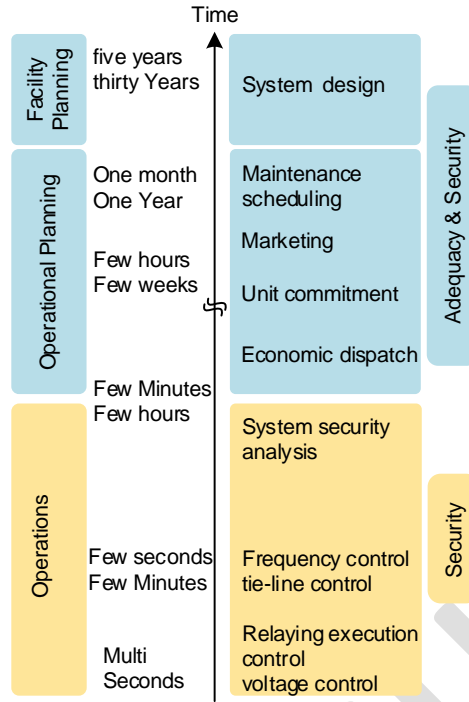 Time
Facility
Planning
five years
thirty Years
System design
Operational Planning
One month
One Year
Few hours
Few weeks
Maintenance
scheduling
Marketing
Unit commitment
Economic dispatch
Adequacy & Security
Few Minutes
Few hours
Operations
System security
analysis
Few seconds
Few Minutes
Frequency control
tie-line control
Security
Multi
Seconds
Relaying execution
control
voltage control